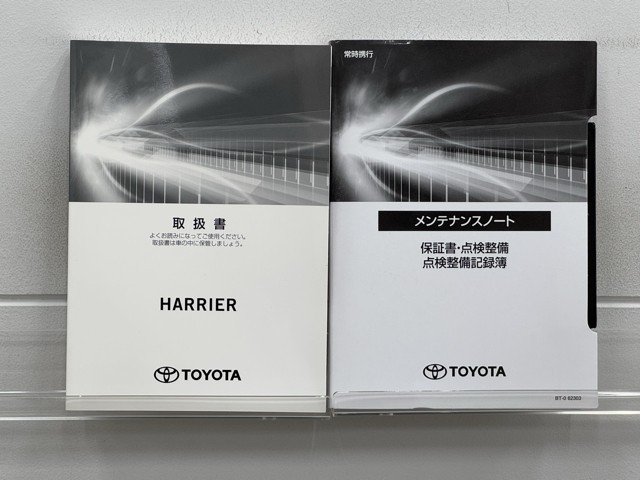 取扱書
よくお読みになってご使用ください。
取扱書は車の中に保管しましょう。
HARRIER
TOYOTA
常時携行
メンテナンスノート
保証書・点検整備
点検整備記録簿
TOYOTA